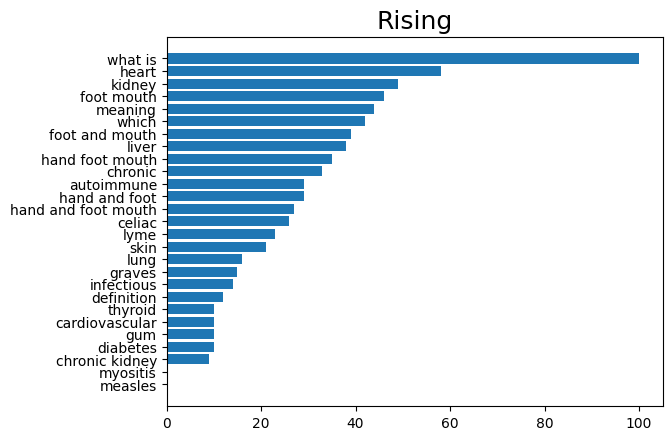 Rising
what is
heart
kidney
foot mouth
meaning
which
foot and mouth
liver
hand foot mouth
chronic
autoimmune
hand and foot
hand and foot mouth
celiac
lyme
skin
lung
graves
infectious
definition
thyroid
cardiovascular
gum
diabetes
chronic kidney
myositis
measles
0 20 40 60 80 100